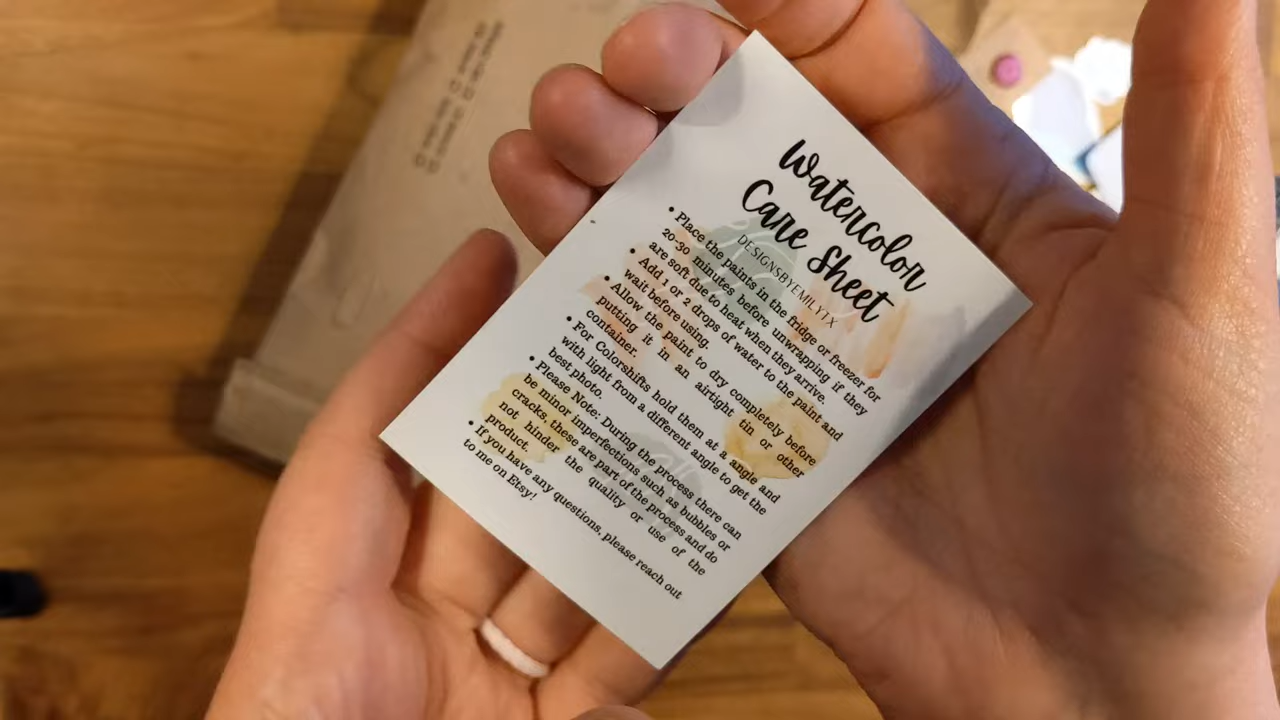 Watercolor
Care Sheet
DESIGNSBYEMILY1X
• Place the paints in the fridge or freezer for
20-30 minutes before unwrapping if they
are soft due to heat when they arrive.
• Add 1 or 2 drops of water to the paint and
wait before using.
• Allow the paint to dry completely before
putting it in an airtight tin or other
container.
• For Colorshifts hold them at a angle and
with light from a different angle to get the
best photo.
• Please Note: During the process there can
be minor imperfections such as bubbles or
cracks, these are part of the process and do
not hinder the quality or use of the
product.
• If you have any questions, please reach out
to me on Etsy!